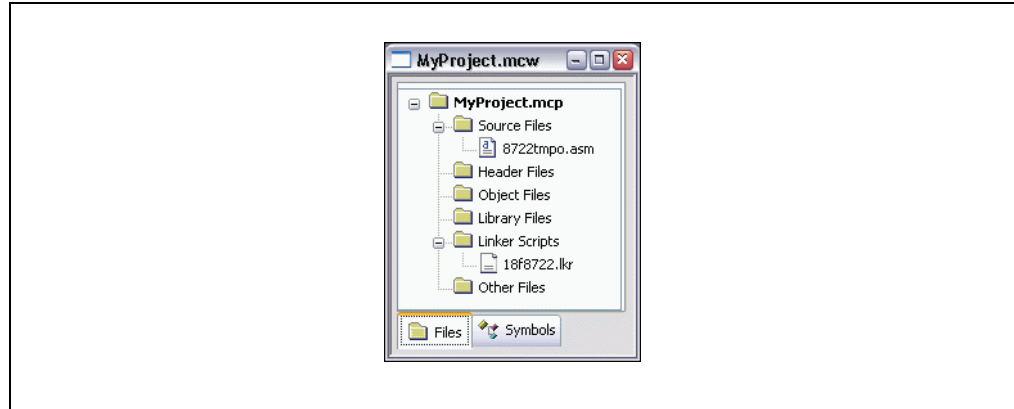 MyProject.mcw
MyProject.mcp
Source Files
8722tmpo.asm
Header Files
Object Files
Library Files
Linker Scripts
18f8722.lkr
Other Files
Files
Symbols